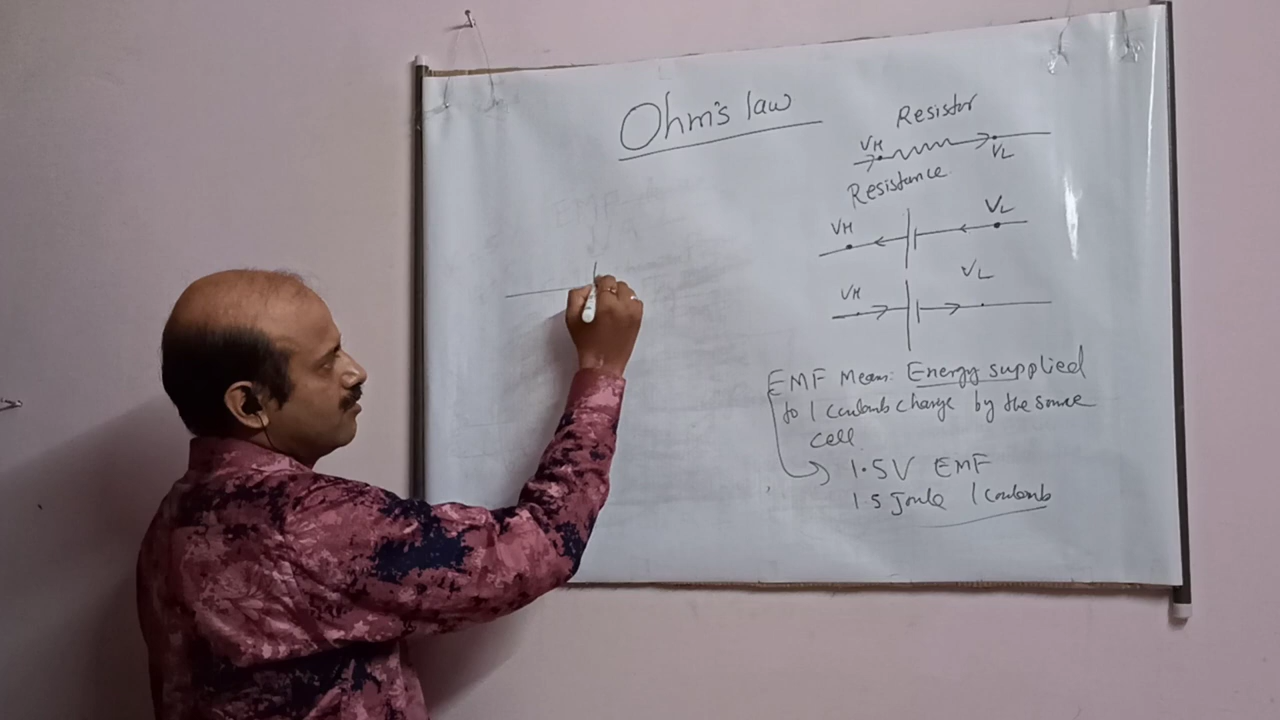 Ohm's law
Resistor
VH
VL
Resistance
VH
VL
VH
VL
EMF Means: Energy supplied
to 1 coulomb charge by the source
cell
1.5V EMF
1.5 Joule 1 Coulomb